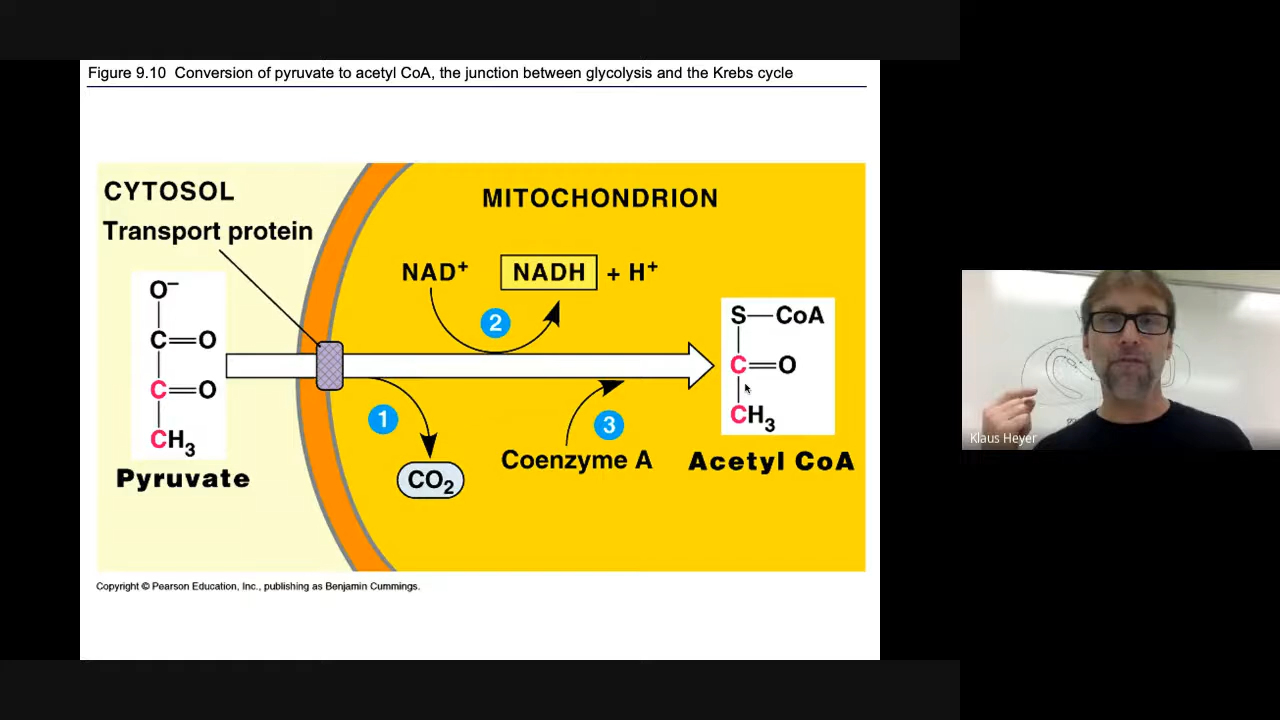 Figure 9.10 Conversion of pyruvate to acetyl CoA, the junction between glycolysis and the Krebs cycle
CYTOSOL
Transport protein
MITOCHONDRION
NAD⁺
NADH
+ H⁺
2
O⁻
C=O
C=O
CH₃
Pyruvate
1
CO₂
3
Coenzyme A
S—CoA
C=O
CH₃
Acetyl CoA
Klaus Heyer
Copyright © Pearson Education, Inc., publishing as Benjamin Cummings.